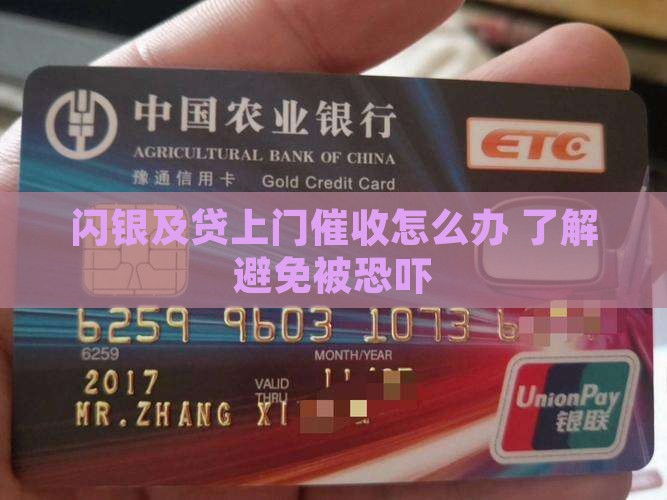 中国农业银行
AGRICULTURAL BANK OF CHINA
ETC
豫通信用卡 Gold Credit Card
闪银及贷上门催收怎么办 了解
避免被恐吓
6259 9603 1073 6
6259
MONTH/YEAR
2017 VALID THRU
MR.ZHANG XI
UnionPay
银联